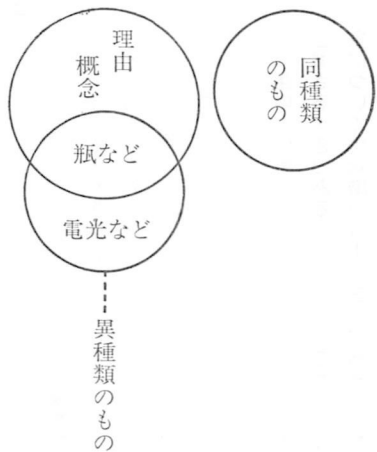 理由
概念
瓶など
電光など
異種類のもの
同種類
のもの